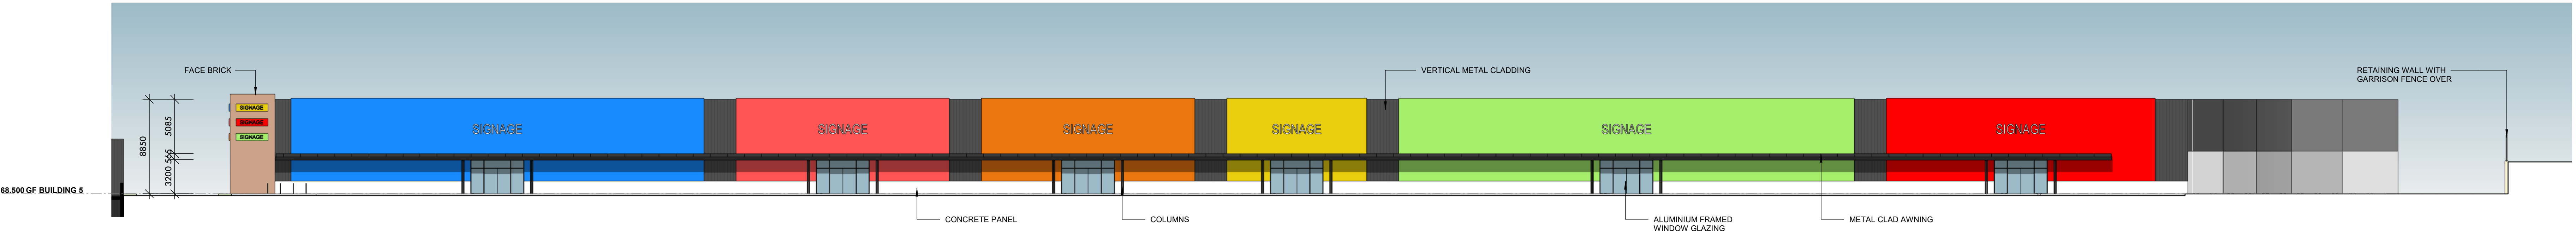 FACE BRICK
VERTICAL METAL CLADDING
RETAINING WALL WITH
GARRISON FENCE OVER
SIGNAGE
SIGNAGE
SIGNAGE
SIGNAGE
SIGNAGE
SIGNAGE
SIGNAGE
SIGNAGE
SIGNAGE
8850
5085
565
3200
68.500 GF BUILDING 5
CONCRETE PANEL
COLUMNS
ALUMINIUM FRAMED
WINDOW GLAZING
METAL CLAD AWNING